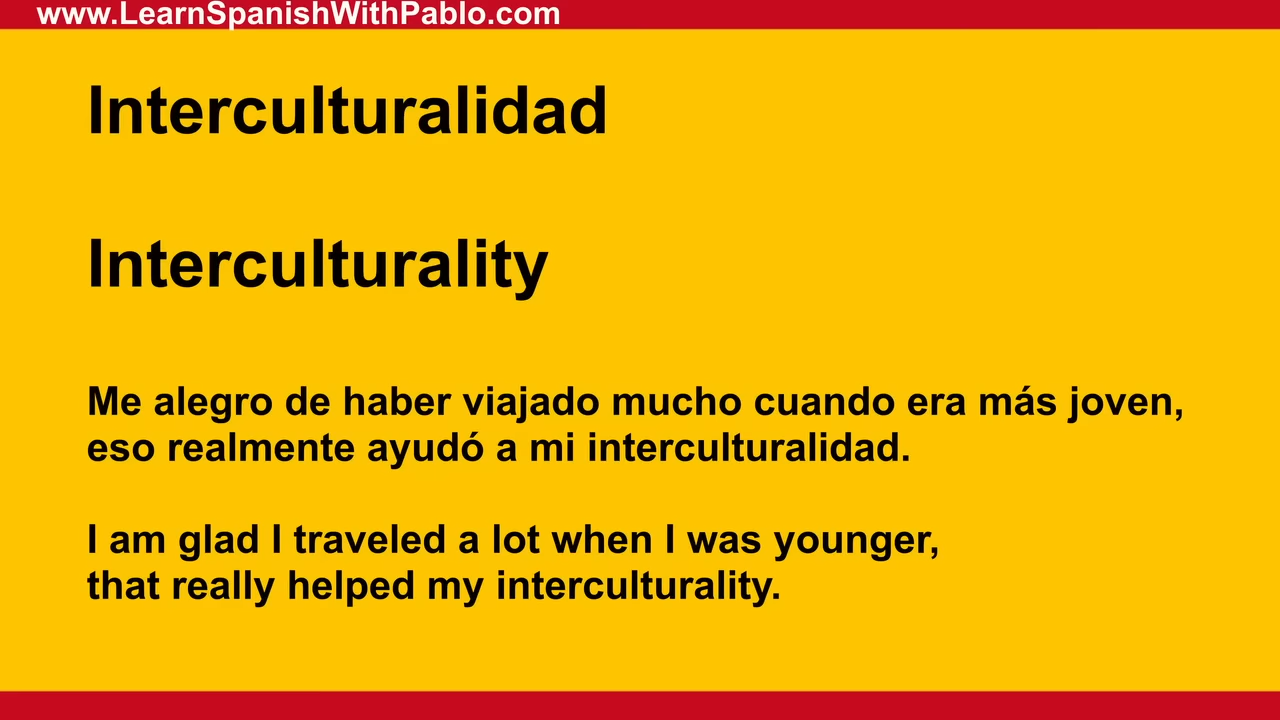 www.LearnSpanishWithPablo.com
Interculturalidad
Interculturality
Me alegro de haber viajado mucho cuando era más joven,
eso realmente ayudó a mi interculturalidad.
I am glad I traveled a lot when I was younger,
that really helped my interculturality.